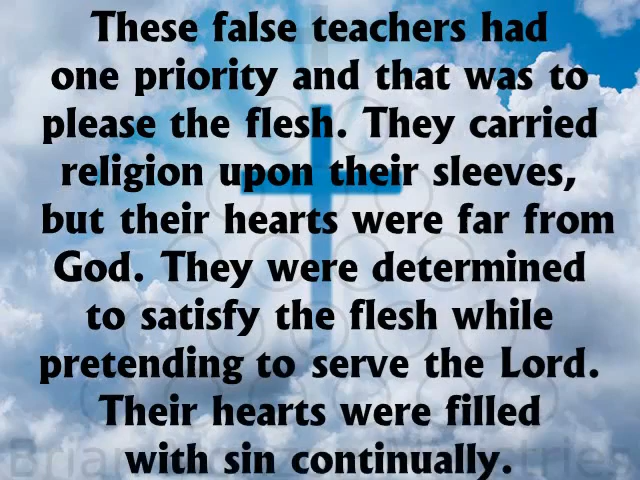 These false teachers had
one priority and that was to
please the flesh. They carried
religion upon their sleeves,
but their hearts were far from
God. They were determined
to satisfy the flesh while
pretending to serve the Lord.
Their hearts were filled
with sin continually.